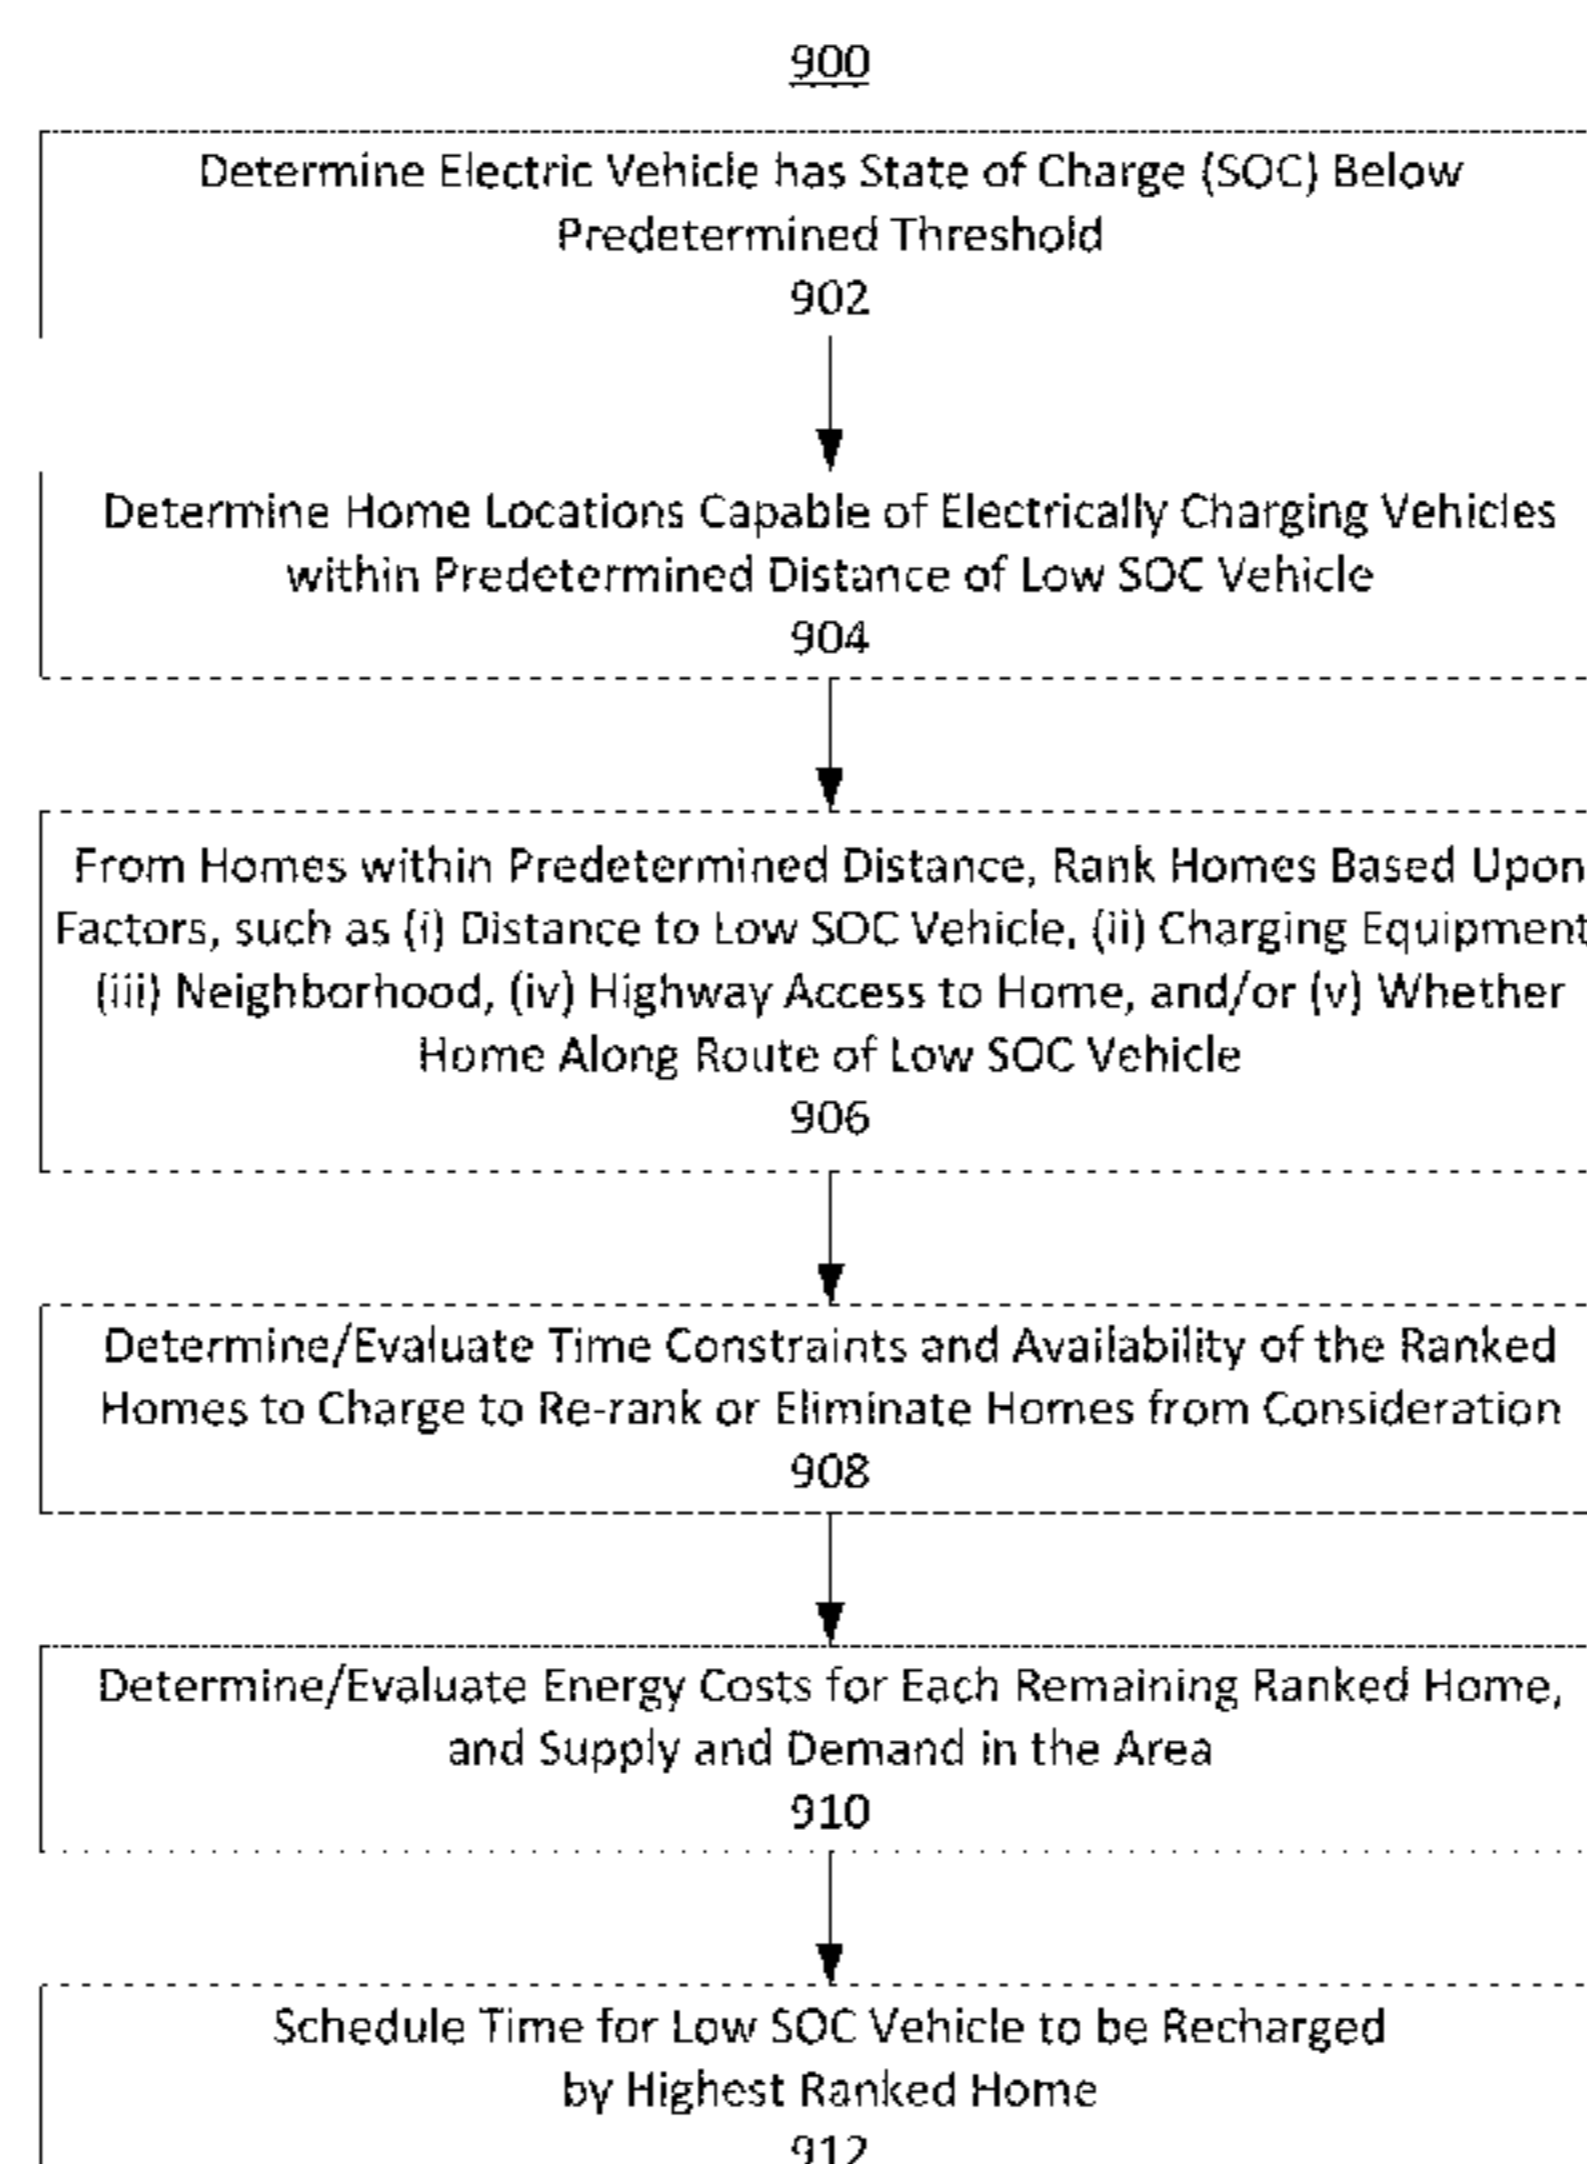 900
Determine Electric Vehicle has State of Charge (SOC) Below
Predetermined Threshold
902
Determine Home Locations Capable of Electrically Charging Vehicles
within Predetermined Distance of Low SOC Vehicle
904
From Homes within Predetermined Distance, Rank Homes Based Upon
Factors, such as (i) Distance to Low SOC Vehicle, (ii) Charging Equipment
(iii) Neighborhood, (iv) Highway Access to Home, and/or (v) Whether
Home Along Route of Low SOC Vehicle
906
Determine/Evaluate Time Constraints and Availability of the Ranked
Homes to Charge to Re-rank or Eliminate Homes from Consideration
908
Determine/Evaluate Energy Costs for Each Remaining Ranked Home,
and Supply and Demand in the Area
910
Schedule Time for Low SOC Vehicle to be Recharged
by Highest Ranked Home
912